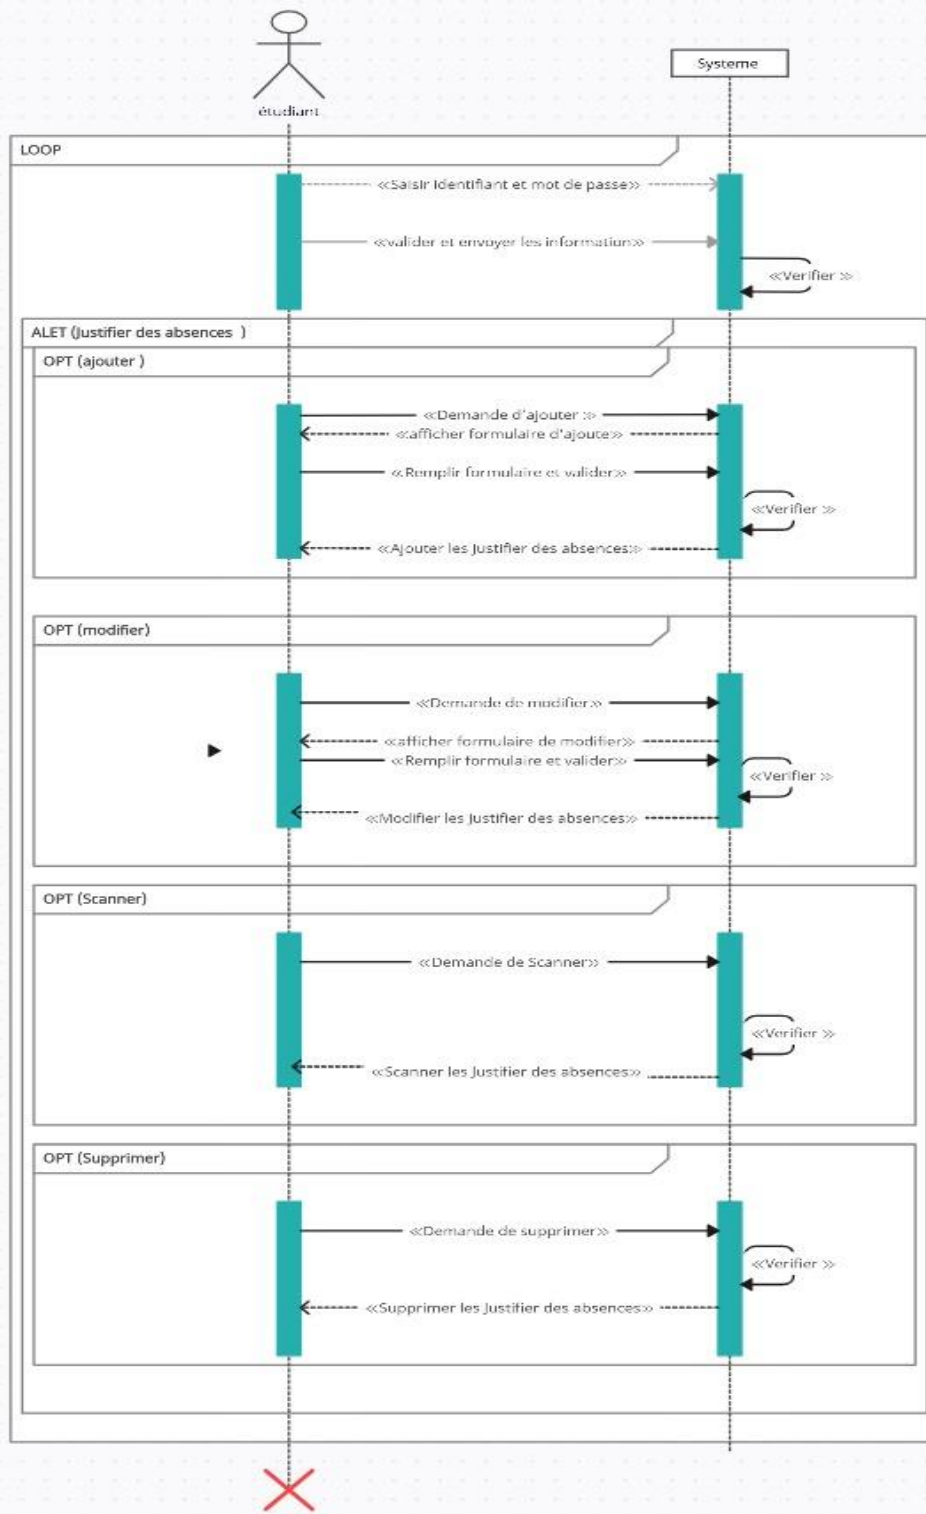 Systeme
étudiant
LOOP
«Saisir Identifiant et mot de passe»
«valider et envoyer les information»
«Verifier »
ALET (Justifier des absences )
OPT (ajouter )
«Demande d'ajouter »
«afficher formulaire d'ajoute»
«Remplir formulaire et valider»
«Verifier »
«Ajouter les Justifier des absences»
OPT (modifier)
«Demande de modifier»
«afficher formulaire de modifier»
«Remplir formulaire et valider»
«Verifier »
«Modifier les Justifier des absences»
OPT (Scanner)
«Demande de Scanner»
«Verifier »
«Scanner les Justifier des absences»
OPT (Supprimer)
«Demande de supprimer»
«Verifier »
«Supprimer les Justifier des absences»